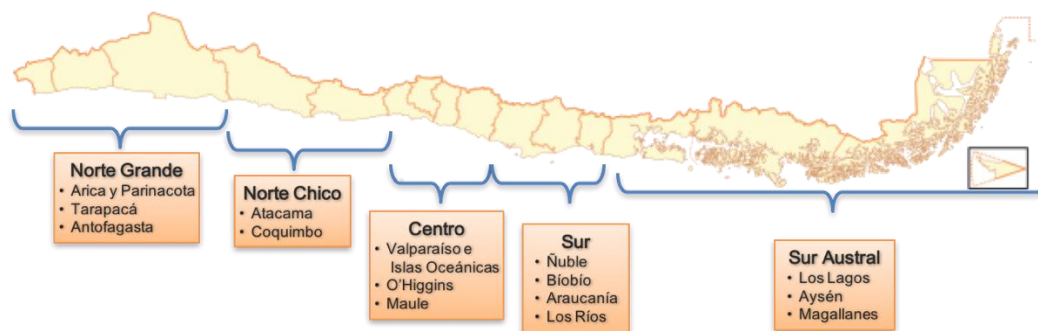 Norte Grande
• Arica y Parinacota
• Tarapacá
• Antofagasta
Norte Chico
• Atacama
• Coquimbo
Centro
• Valparaíso e
Islas Oceánicas
• O'Higgins
• Maule
Sur
• Ñuble
• Bíobío
• Araucanía
• Los Ríos
Sur Austral
• Los Lagos
• Aysén
• Magallanes